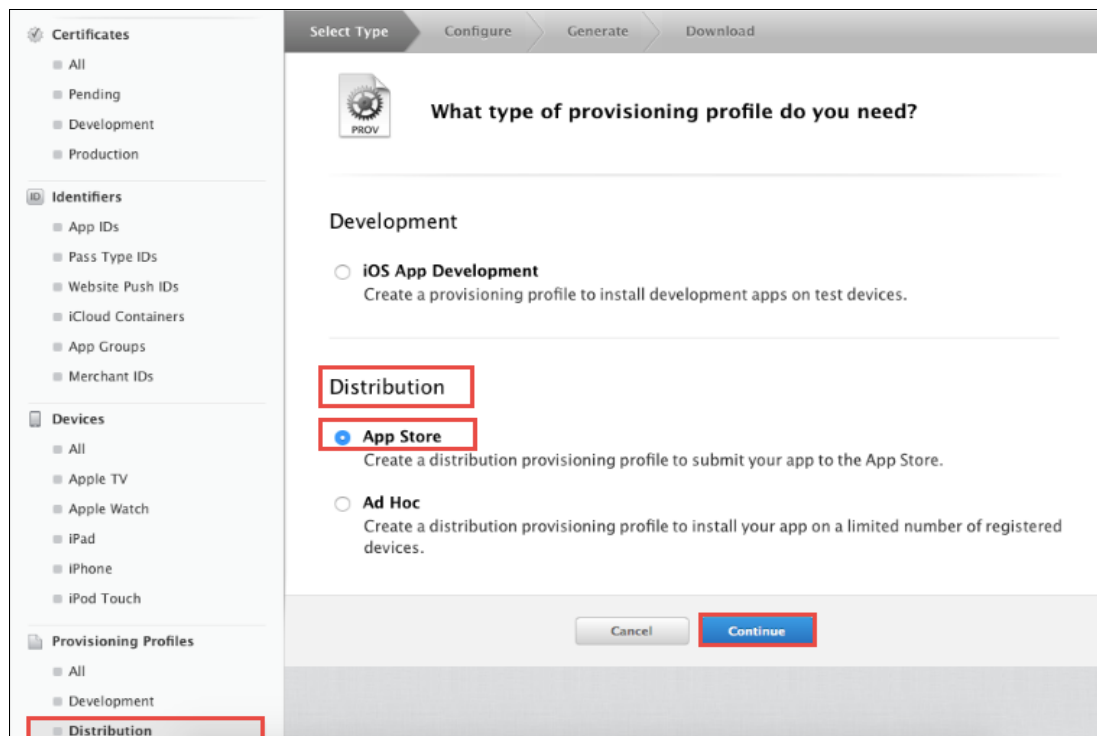 Certificates
All
Pending
Development
Production
ID
Identifiers
App IDs
Pass Type IDs
Website Push IDs
iCloud Containers
App Groups
Merchant IDs
Devices
All
Apple TV
Apple Watch
iPad
iPhone
iPod Touch
Provisioning Profiles
All
Development
Distribution
Select Type
Configure
Generate
Download
PROV
What type of provisioning profile do you need?
Development
iOS App Development
Create a provisioning profile to install development apps on test devices.
Distribution
App Store
Create a distribution provisioning profile to submit your app to the App Store.
Ad Hoc
Create a distribution provisioning profile to install your app on a limited number of registered
devices.
Cancel
Continue